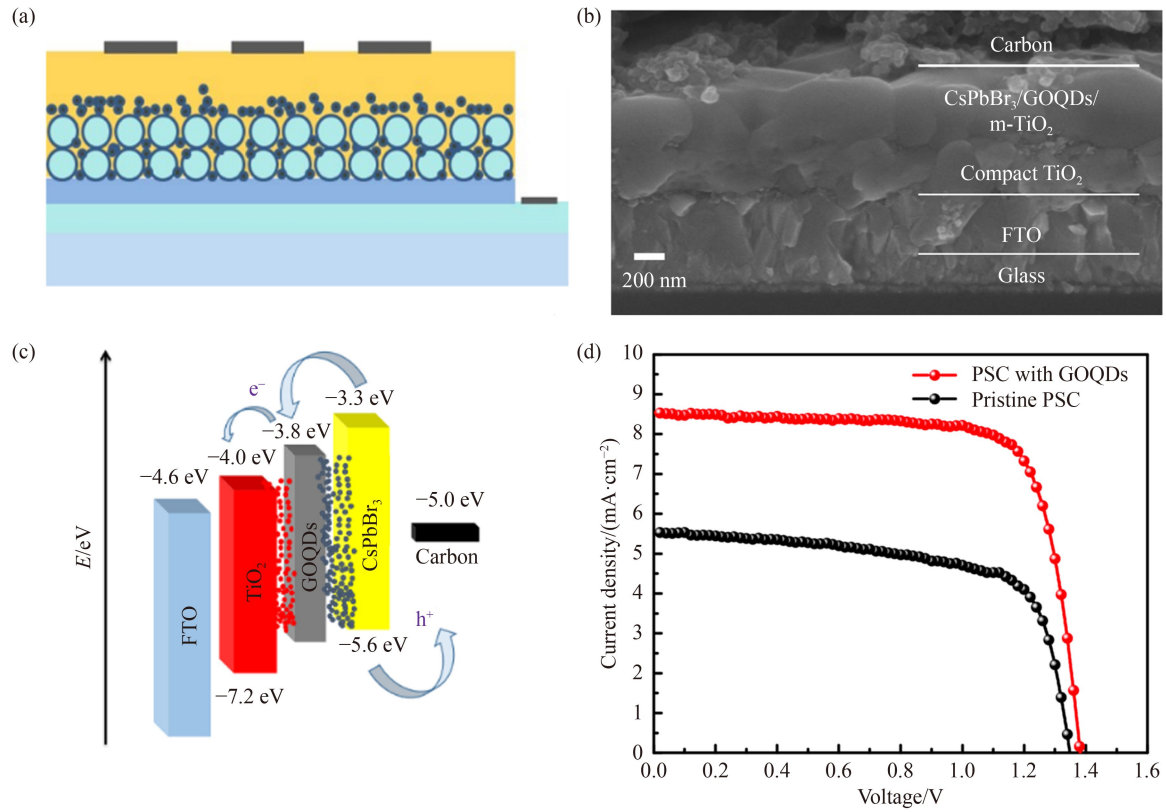 (a)
(b)
Carbon
CsPbBr₃/GOQDs/
m-TiO₂
Compact TiO₂
FTO
Glass
200 nm
(c)
E/eV
−4.6 eV
FTO
−4.0 eV
TiO₂
−7.2 eV
e⁻
−3.8 eV
GOQDs
−3.3 eV
CsPbBr₃
−5.6 eV
h⁺
−5.0 eV
Carbon
(d)
PSC with GOQDs
Pristine PSC
Current density/(mA·cm⁻²)
10
9
8
7
6
5
4
3
2
1
0
0.0 0.2 0.4 0.6 0.8 1.0 1.2 1.4 1.6
Voltage/V